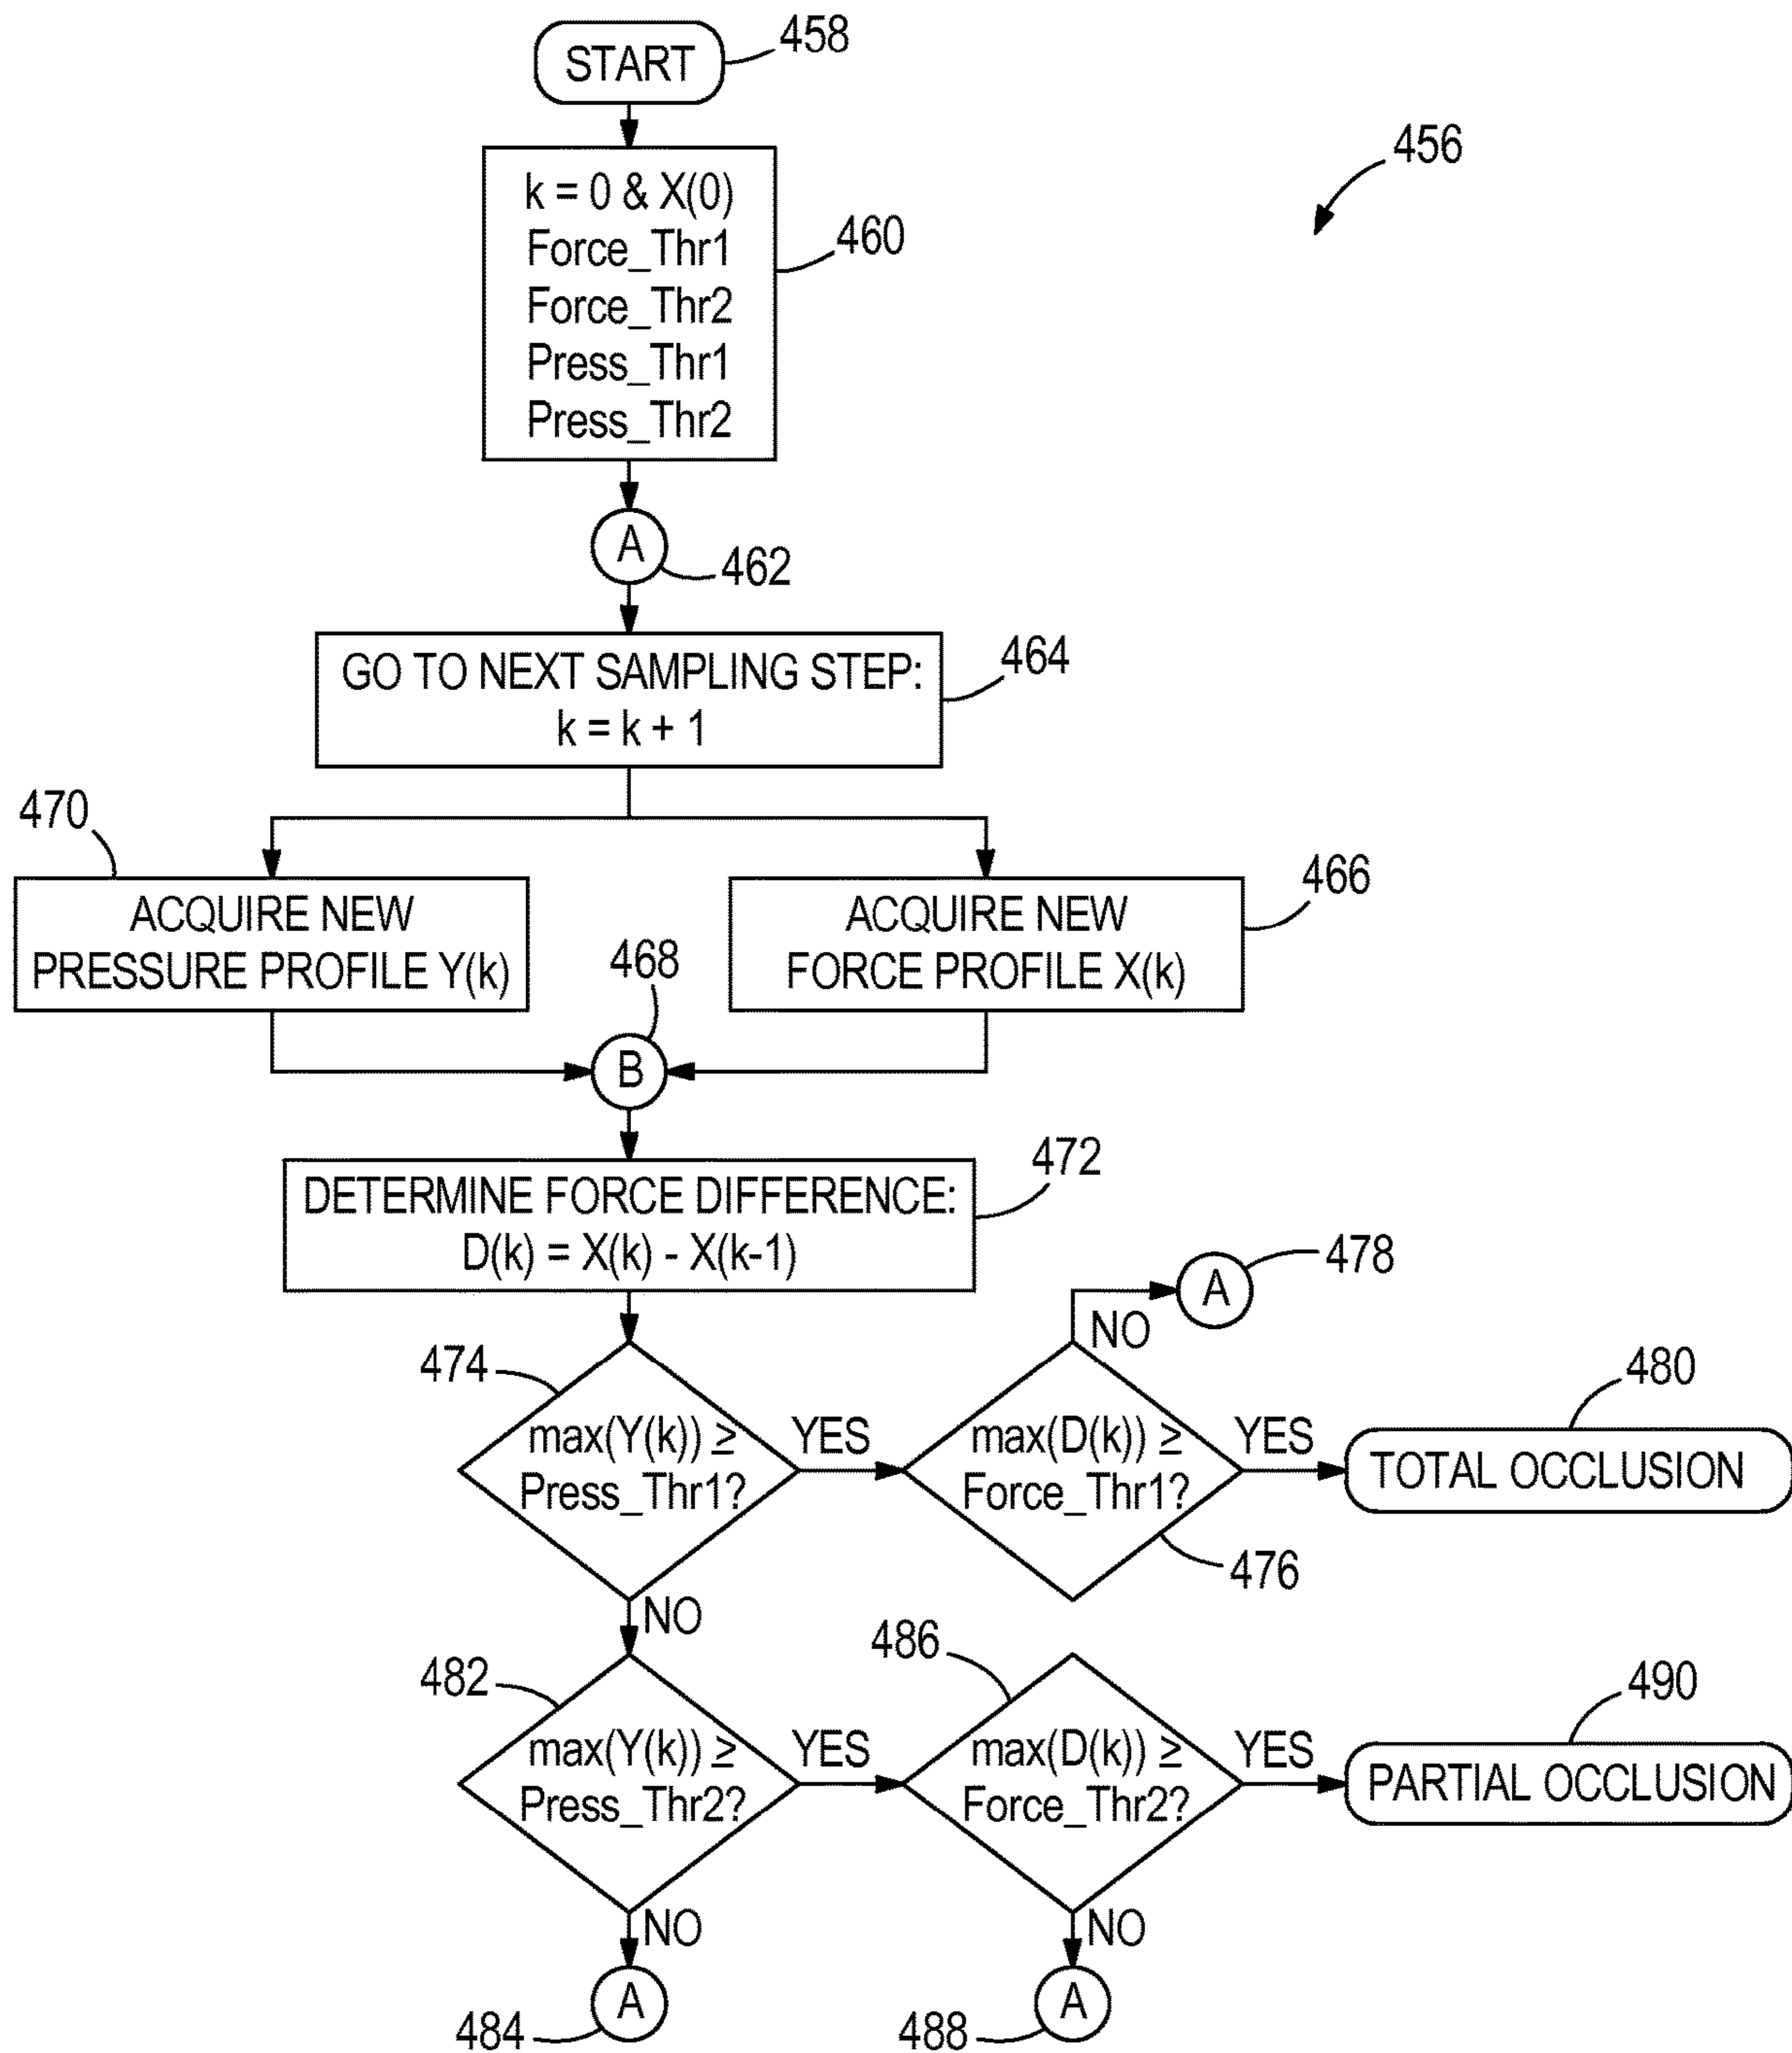 START
458
456
k = 0 & X(0)
Force_Thr1
Force_Thr2
Press_Thr1
Press_Thr2
460
A
462
GO TO NEXT SAMPLING STEP:
k = k + 1
464
470
ACQUIRE NEW
PRESSURE PROFILE Y(k)
ACQUIRE NEW
FORCE PROFILE X(k)
466
468
B
DETERMINE FORCE DIFFERENCE:
D(k) = X(k) - X(k-1)
472
A
478
NO
474
max(Y(k)) ≥
Press_Thr1?
YES
max(D(k)) ≥
Force_Thr1?
476
YES
480
TOTAL OCCLUSION
NO
482
max(Y(k)) ≥
Press_Thr2?
YES
486
max(D(k)) ≥
Force_Thr2?
YES
490
PARTIAL OCCLUSION
NO
A
484
NO
A
488